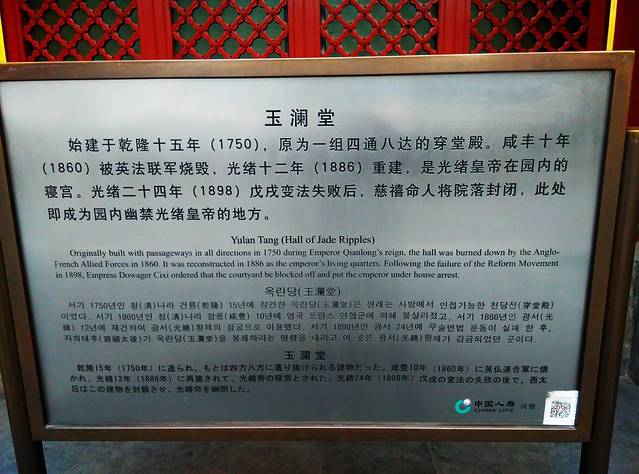 玉澜堂
始建于乾隆十五年（1750），原为一组四通八达的穿堂殿。咸丰十年
（1860）被英法联军烧毁，光绪十二年（1886）重建，是光绪皇帝在园内的
寝宫。光绪二十四年（1898）戊戌变法失败后，慈禧命人将院落封闭，此处
即成为园内幽禁光绪皇帝的地方。
Yulan Tang (Hall of Jade Ripples)
Originally built with passageways in all directions in 1750 during Emperor Qianlong's reign, the hall was burned down by the Anglo-
French Allied Forces in 1860. It was reconstructed in 1886 as the emperor's living quarters. Following the failure of the Reform Movement
in 1898, Empress Dowager Cixi ordered that the courtyard be blocked off and put the emperor under house arrest.
옥란당(玉瀾堂)
서기 1750년인 청(淸)나라 건륭(乾隆) 15년에 창건한 옥란당(玉瀾堂)은 원래는 사방에서 인접가능한 천당전(穿堂殿)
이었다. 서기 1860년인 청(淸)나라 함풍(咸豊) 10년에 영국 프랑스 연합군에 의해 불살라졌고, 서기 1886년인 광서(光
緖) 12년에 재건하여 광서(光緖)황제의 침궁으로 이용했다. 서기 1898년인 광서 24년에 무술변법 운동이 실패 한 후,
자희태후(慈禧太後)가 옥란당(玉瀾堂)을 봉쇄하라는 명령을 내리고 이 곳은 광서(光緖)황제가 감금되었던 곳이다.
玉瀾堂
乾隆15年（1750年）に造られ、もとは四方八方に通り抜けられる建物だった。咸豊10年（1860年）に英仏連合軍に焼
かれ、光緒12年（1886年）に再建されて、光緒帝の寝宮とされた。光緒24年（1898年）戊戌の変法の失敗の後で、西太
后はこの建物を封鎖させ、光緒帝を幽閉した。
中国人寿
CHINA LIFE